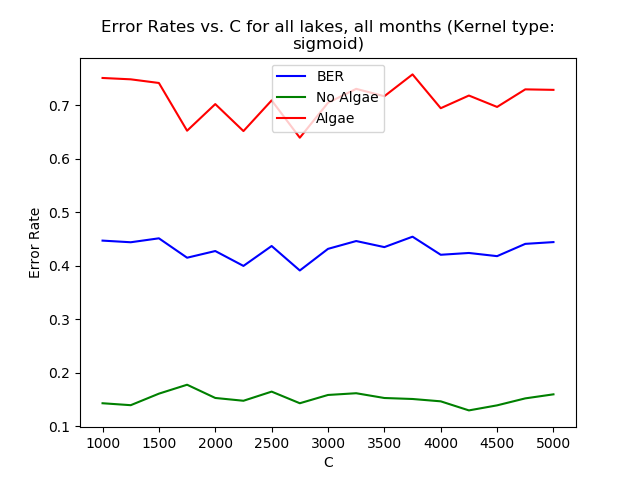 Error Rates vs. C for all lakes, all months (Kernel type:
sigmoid)
BER
No Algae
Algae
Error Rate
0.7
0.6
0.5
0.4
0.3
0.2
0.1
1000 1500 2000 2500 3000 3500 4000 4500 5000
C